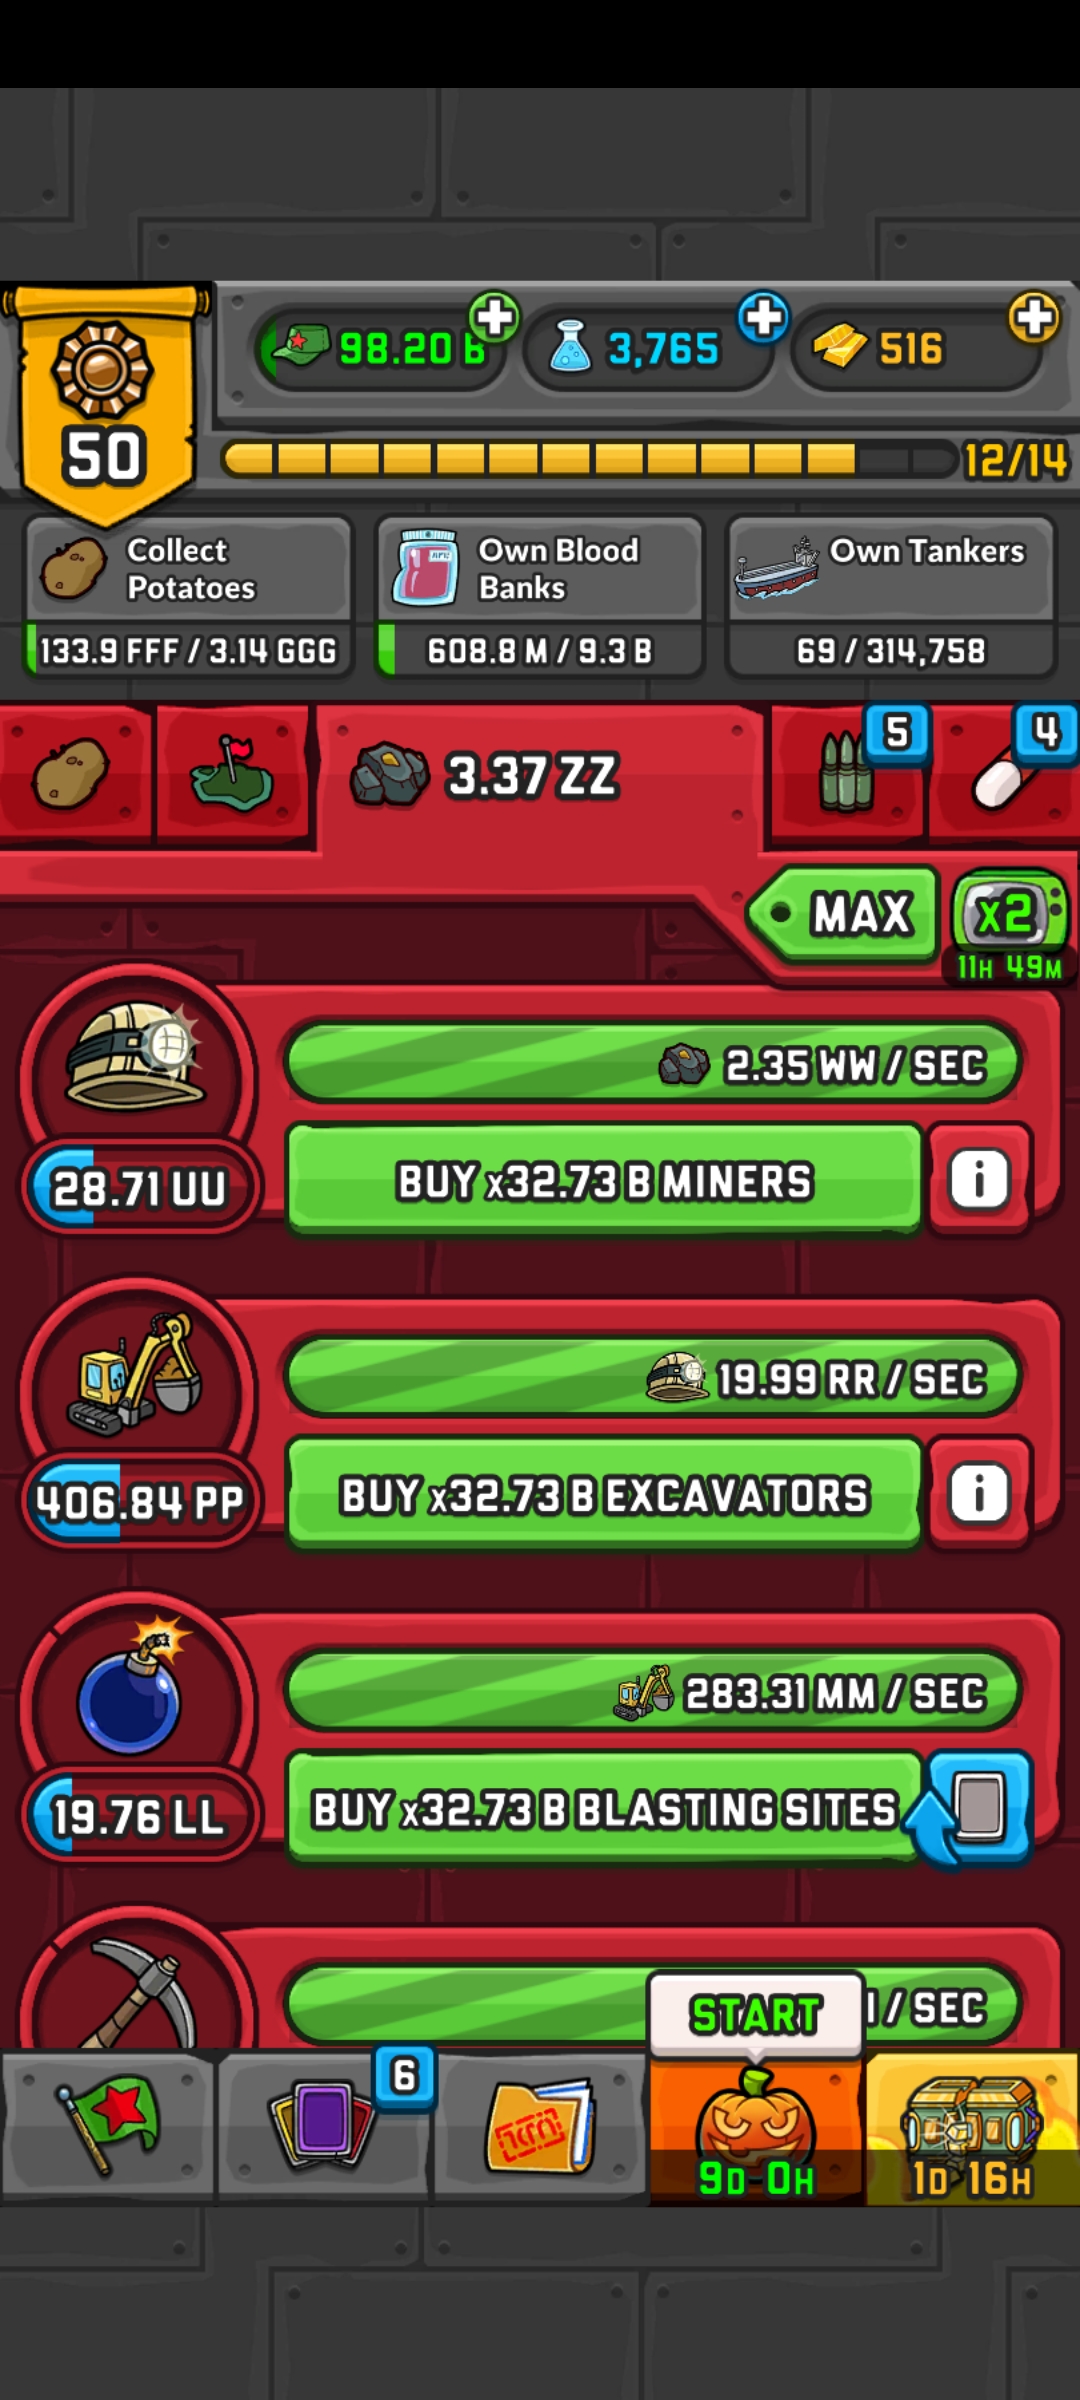 98.20 B
3,765
516
50
12/14
Collect
Potatoes
133.9 FFF / 3.14 GGG
Own Blood
Banks
608.8 M / 9.3 B
Own Tankers
69 / 314,758
3.37 ZZ
5
4
MAX
x2
11H 49M
2.35 WW / SEC
28.71 UU
BUY x32.73 B MINERS
i
19.99 RR / SEC
406.84 PP
BUY x32.73 B EXCAVATORS
i
283.31 MM / SEC
19.76 LL
BUY x32.73 B BLASTING SITES
/ SEC
START
6
9D 0H
1D 16H